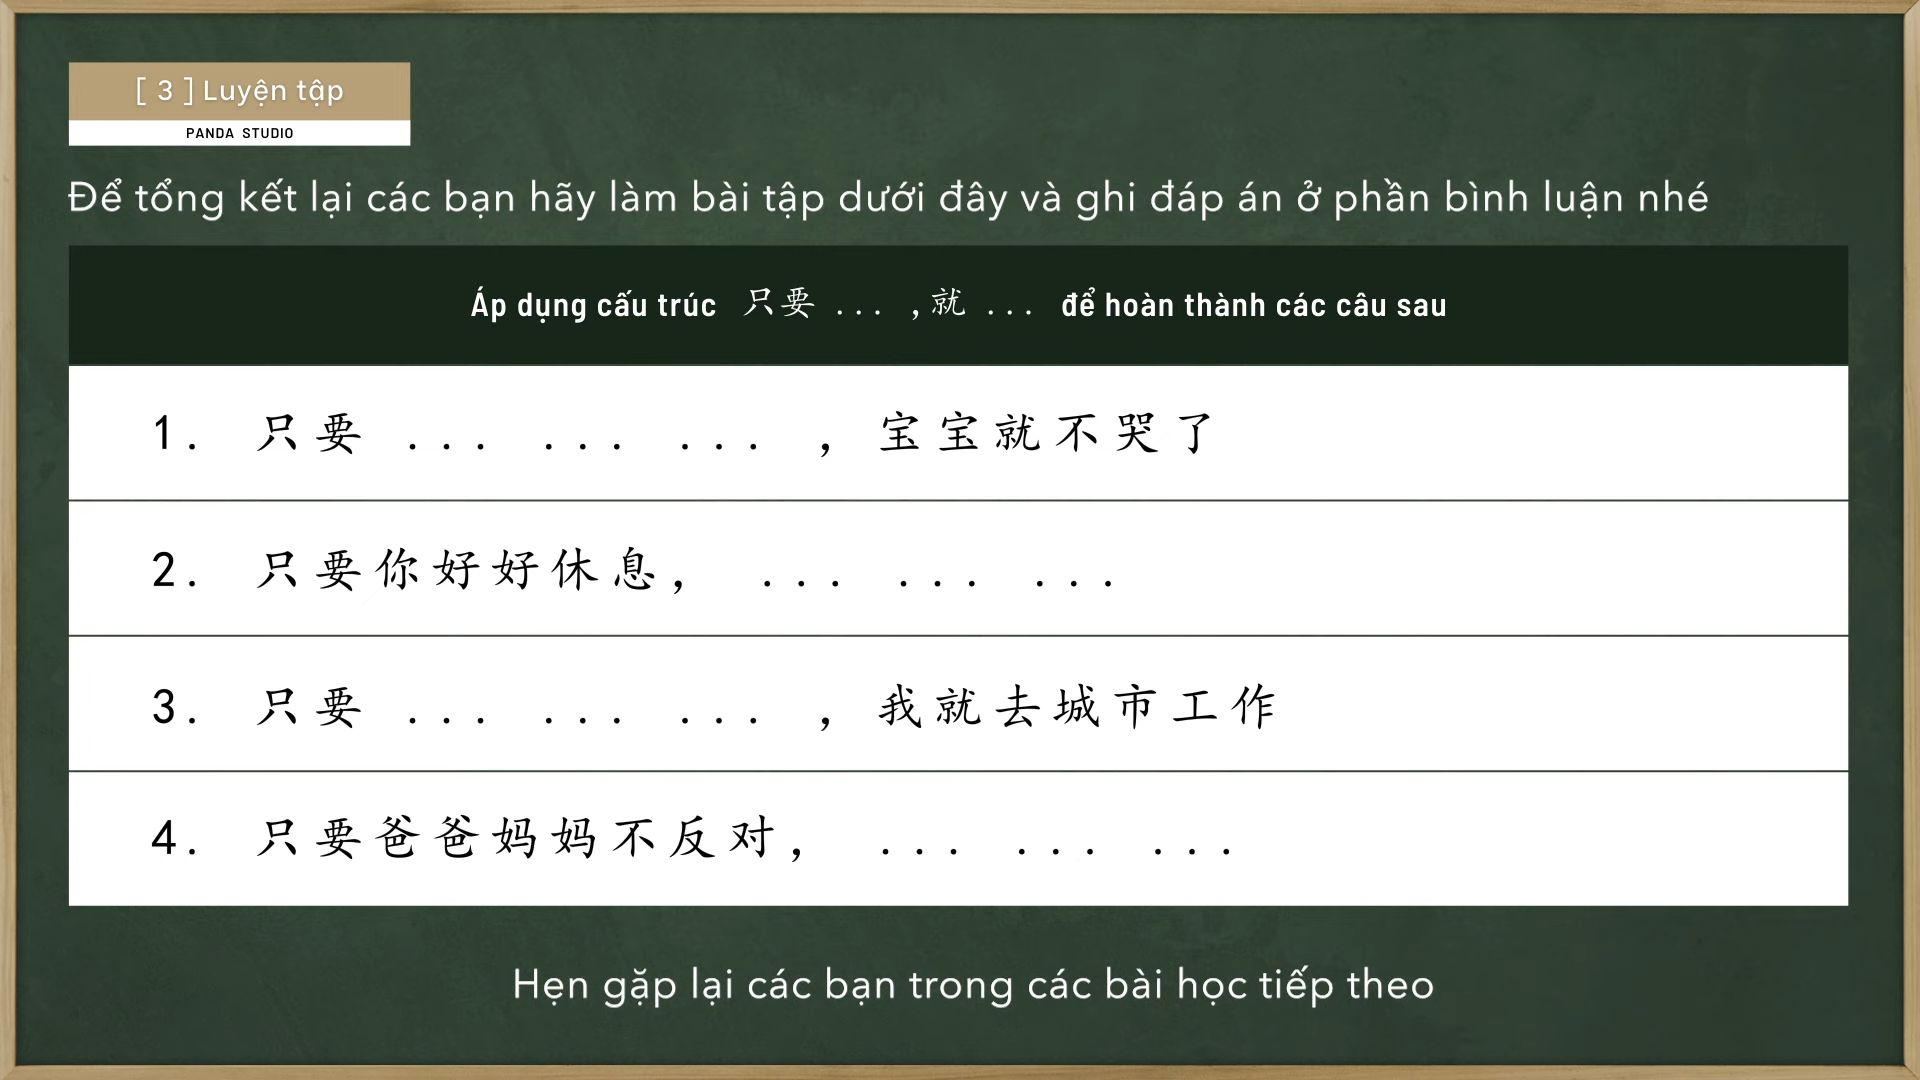 [ 3 ] Luyện tập
PANDA STUDIO
Để tổng kết lại các bạn hãy làm bài tập dưới đây và ghi đáp án ở phần bình luận nhé
Áp dụng cấu trúc 只要 ... ,就 ... để hoàn thành các câu sau
1. 只要 ... ... ... , 宝宝就不哭了
2. 只要你好好休息, ... ... ...
3. 只要 ... ... ... , 我就去城市工作
4. 只要爸爸妈妈不反对, ... ... ...
Hẹn gặp lại các bạn trong các bài học tiếp theo